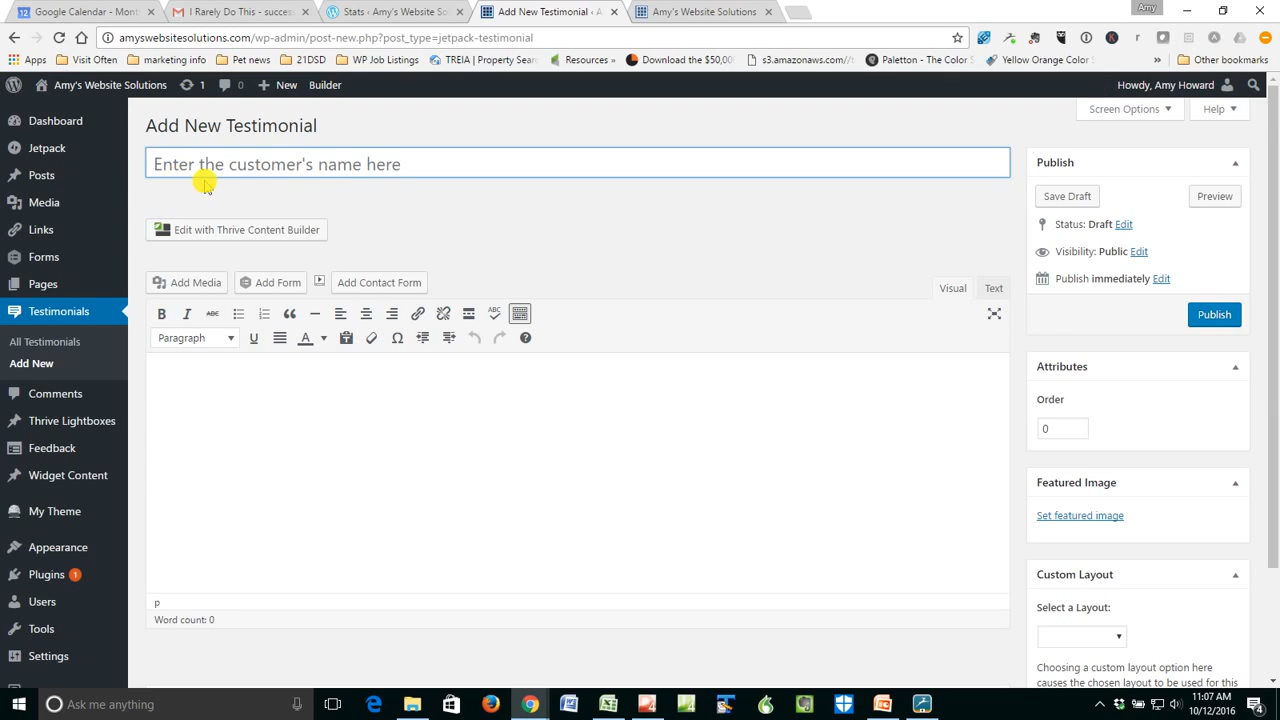 Google Calendar - Mont
I Rarely Do This - success
Stats ‹ Amy's Website Sol
Add New Testimonial ‹ A
Amy's Website Solutions
Amy
amyswebsitesolutions.com/wp-admin/post-new.php?post_type=jetpack-testimonial
Apps
Visit Often
marketing info
Pet news
21DSD
WP Job Listings
TREIA | Property Sear
Resources »
Download the $50,000
s3.amazonaws.com//t
Paletton - The Color S
Yellow Orange Color S
»
Other bookmarks
Amy's Website Solutions
1
0
New
Builder
Howdy, Amy Howard
Dashboard
Jetpack
Posts
Media
Links
Forms
Pages
Testimonials
All Testimonials
Add New
Comments
Thrive Lightboxes
Feedback
Widget Content
My Theme
Appearance
Plugins 1
Users
Tools
Settings
Screen Options
Help
Add New Testimonial
Enter the customer's name here
Edit with Thrive Content Builder
Add Media
Add Form
Add Contact Form
Visual
Text
B I ABC
ABC
Paragraph
U
A
Ω
p
Word count: 0
Publish
Save Draft
Preview
Status: Draft Edit
Visibility: Public Edit
Publish immediately Edit
Publish
Attributes
Order
0
Featured Image
Set featured image
Custom Layout
Select a Layout:
Choosing a custom layout option here
causes the chosen layout to be used for this
Ask me anything
11:07 AM
10/12/2016
4